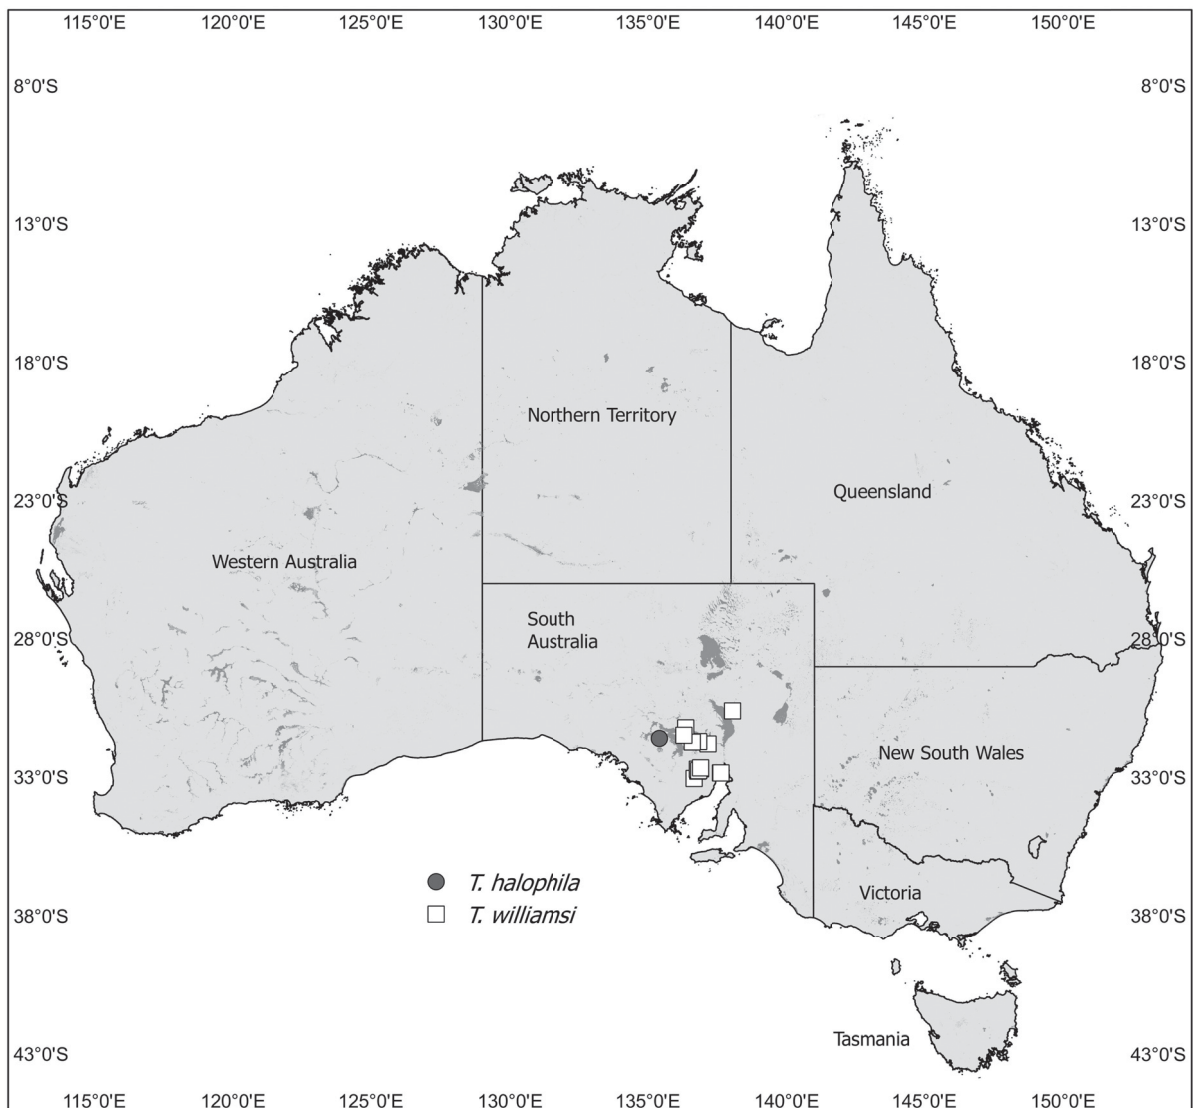 115°0'E 120°0'E 125°0'E 130°0'E 135°0'E 140°0'E 145°0'E 150°0'E
8°0'S 8°0'S
13°0'S 13°0'S
18°0'S 18°0'S
Northern Territory
Queensland
23°0'S 23°0'S
Western Australia
South
Australia
28°0'S 28°0'S
New South Wales
33°0'S 33°0'S
T. halophila
Victoria
T. williamsi
38°0'S 38°0'S
Tasmania
43°0'S 43°0'S
115°0'E 120°0'E 125°0'E 130°0'E 135°0'E 140°0'E 145°0'E 150°0'E